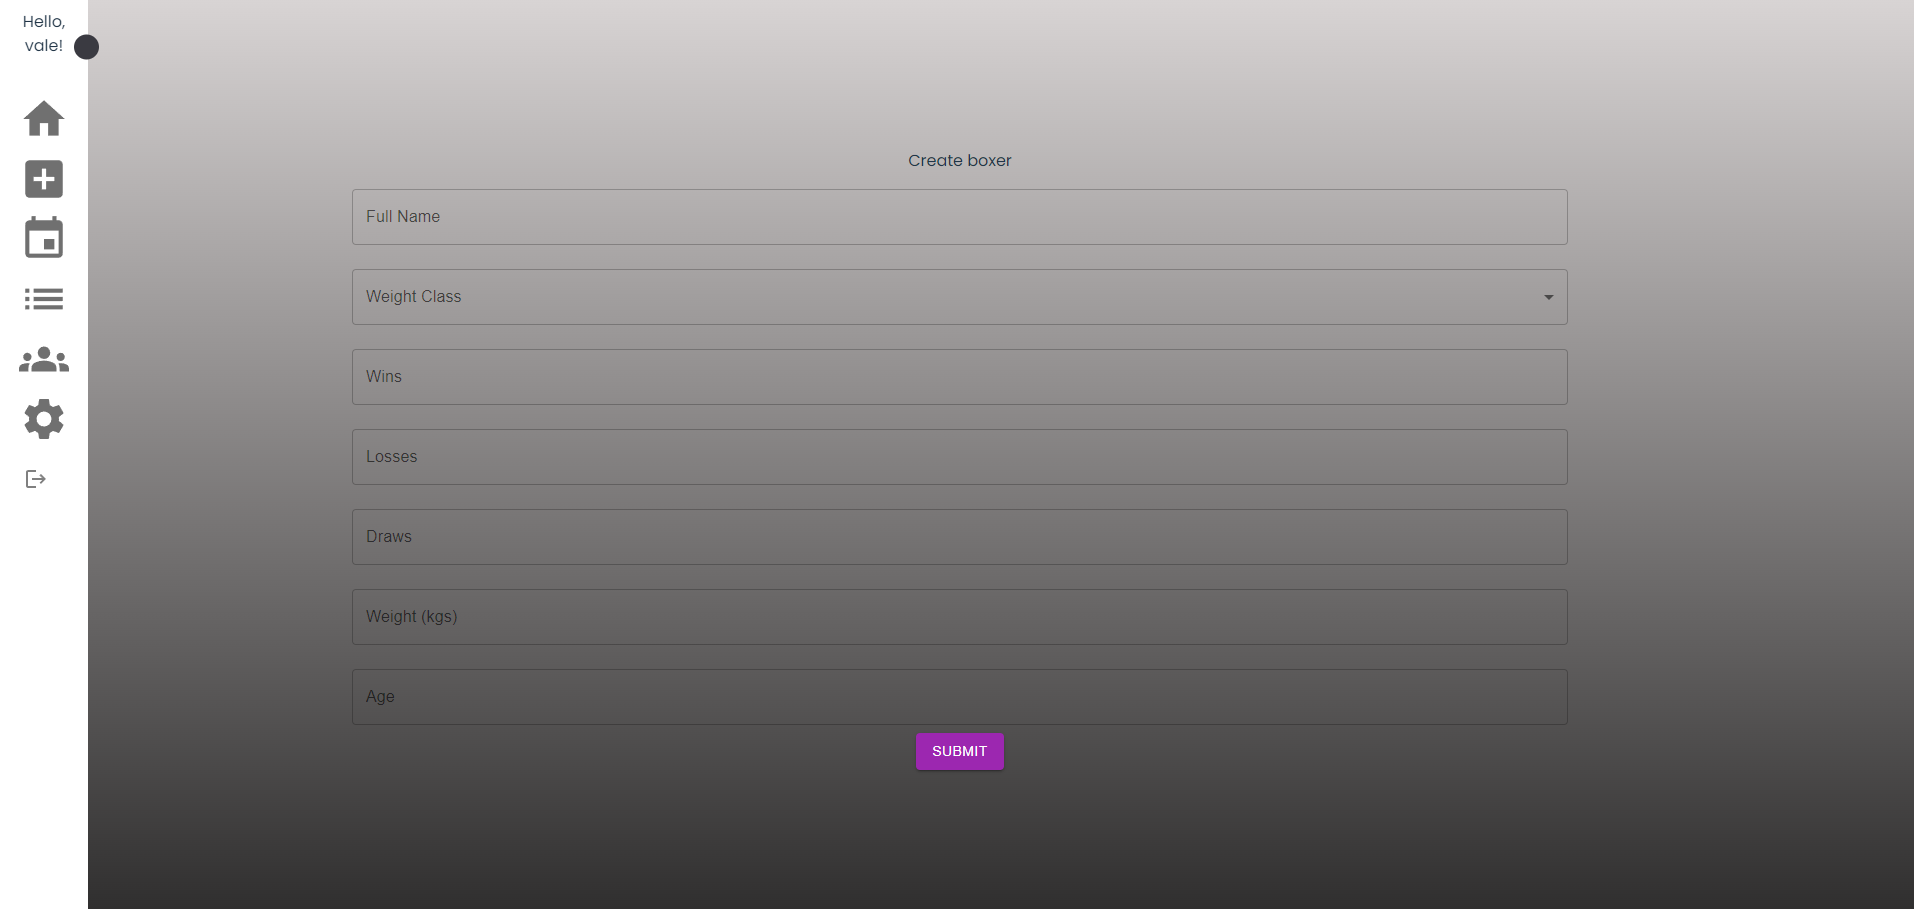 Hello,
vale!
Create boxer
Full Name
Weight Class
Wins
Losses
Draws
Weight (kgs)
Age
SUBMIT